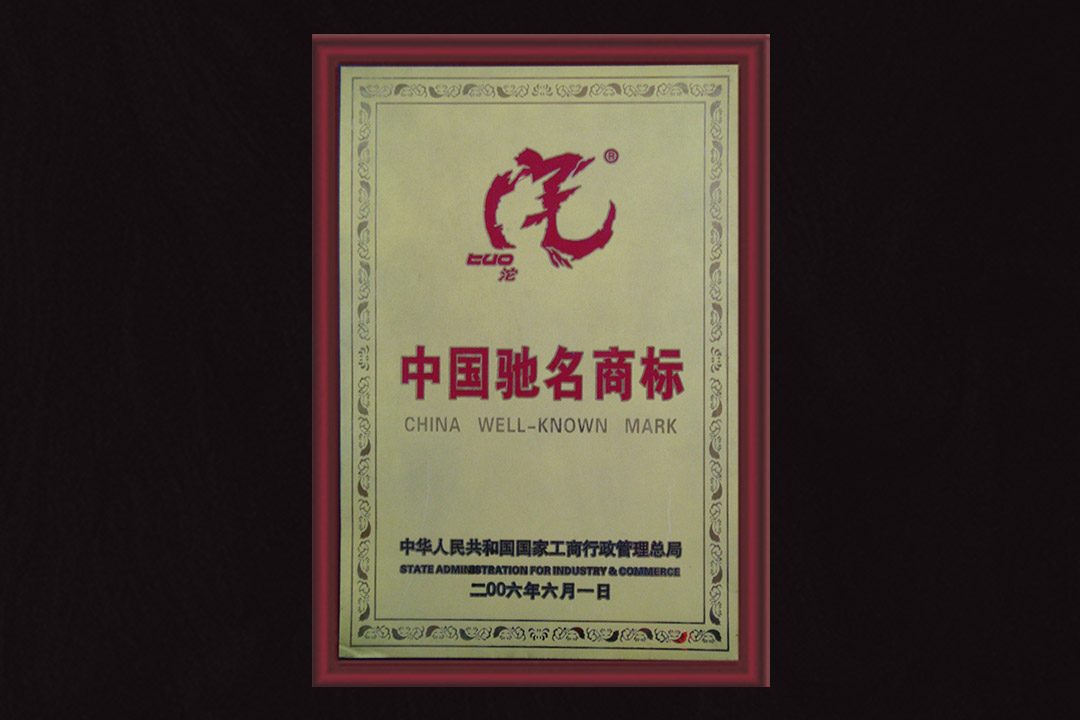 ®
tuo
沱
中国驰名商标
CHINA WELL-KNOWN MARK
中华人民共和国国家工商行政管理总局
STATE ADMINISTRATION FOR INDUSTRY & COMMERCE
二00六年六月一日